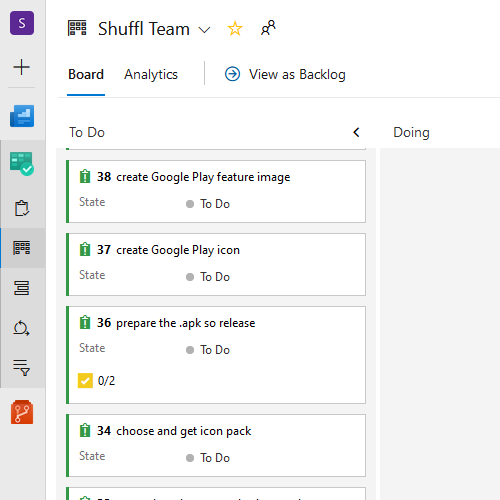 S
Shuffl Team
Board
Analytics
View as Backlog
To Do
Doing
38 create Google Play feature image
State
To Do
37 create Google Play icon
State
To Do
36 prepare the .apk so release
State
To Do
0/2
34 choose and get icon pack
State
To Do